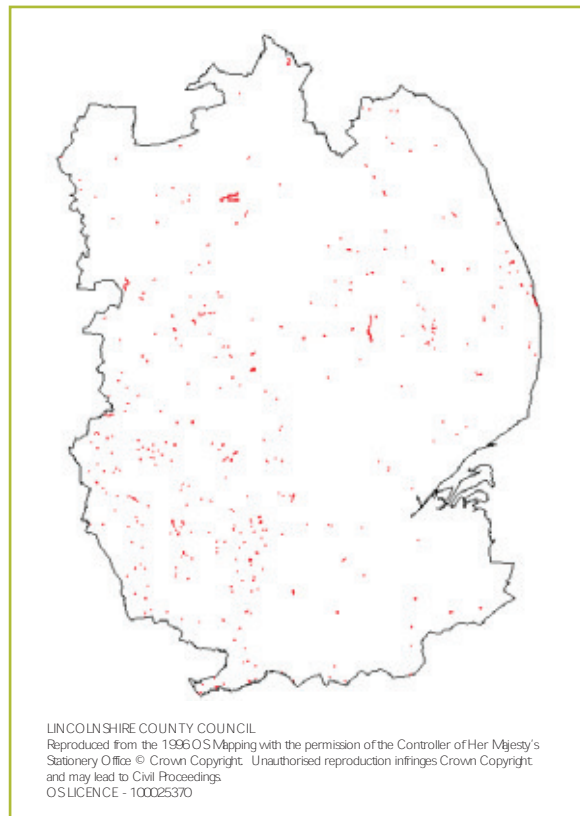 LINCOLNSHIRE COUNTY COUNCIL
Reproduced from the 1996 OS Mapping with the permission of the Controller of Her Majesty's
Stationery Office © Crown Copyright. Unauthorised reproduction infringes Crown Copyright
and may lead to Civil Proceedings.
OS LICENCE - 100025370